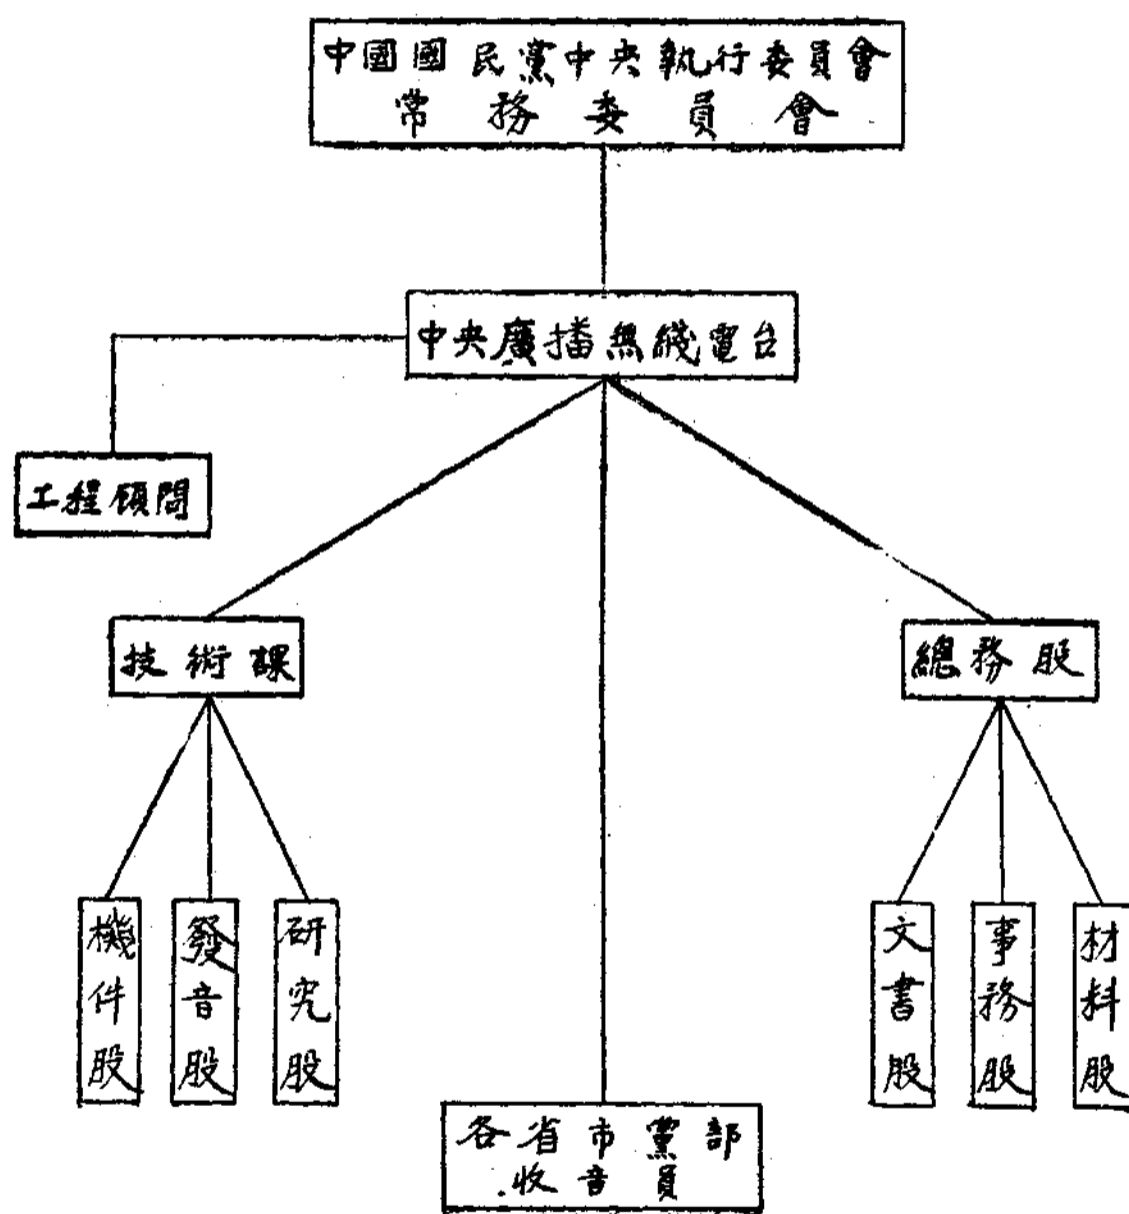 中國國民黨中央執行委員會
常務委員會
中央廣播無綫電台
工程顧問
技術課
總務股
機件股
發音股
研究股
文書股
事務股
材料股
各省市黨部
收音員